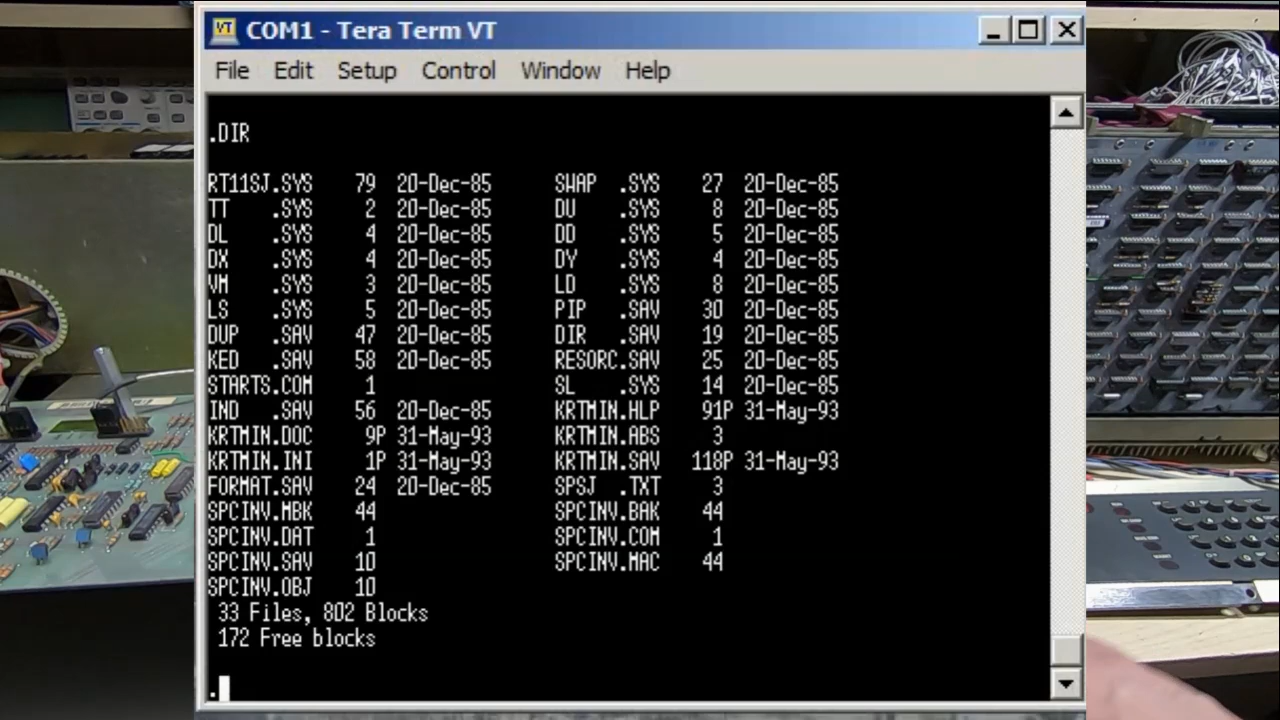 VT COM1 - Tera Term VT
File Edit Setup Control Window Help
.DIR
RT11SJ.SYS 79 20-Dec-85 SWAP .SYS 27 20-Dec-85
TT .SYS 2 20-Dec-85 DU .SYS 8 20-Dec-85
DL .SYS 4 20-Dec-85 DD .SYS 5 20-Dec-85
DX .SYS 4 20-Dec-85 DY .SYS 4 20-Dec-85
VM .SYS 3 20-Dec-85 LD .SYS 8 20-Dec-85
LS .SYS 5 20-Dec-85 PIP .SAV 30 20-Dec-85
DUP .SAV 47 20-Dec-85 DIR .SAV 19 20-Dec-85
KED .SAV 58 20-Dec-85 RESORC.SAV 25 20-Dec-85
STARTS.COM 1 SL .SYS 14 20-Dec-85
IND .SAV 56 20-Dec-85 KRTMIN.HLP 91P 31-May-93
KRTMIN.DOC 9P 31-May-93 KRTMIN.ABS 3
KRTMIN.INI 1P 31-May-93 KRTMIN.SAV 118P 31-May-93
FORMAT.SAV 24 20-Dec-85 SPSJ .TXT 3
SPCINV.MBK 44 SPCINV.BAK 44
SPCINV.DAT 1 SPCINV.COM 1
SPCINV.SAV 10 SPCINV.MAC 44
SPCINV.OBJ 10
33 Files, 802 Blocks
172 Free blocks
.